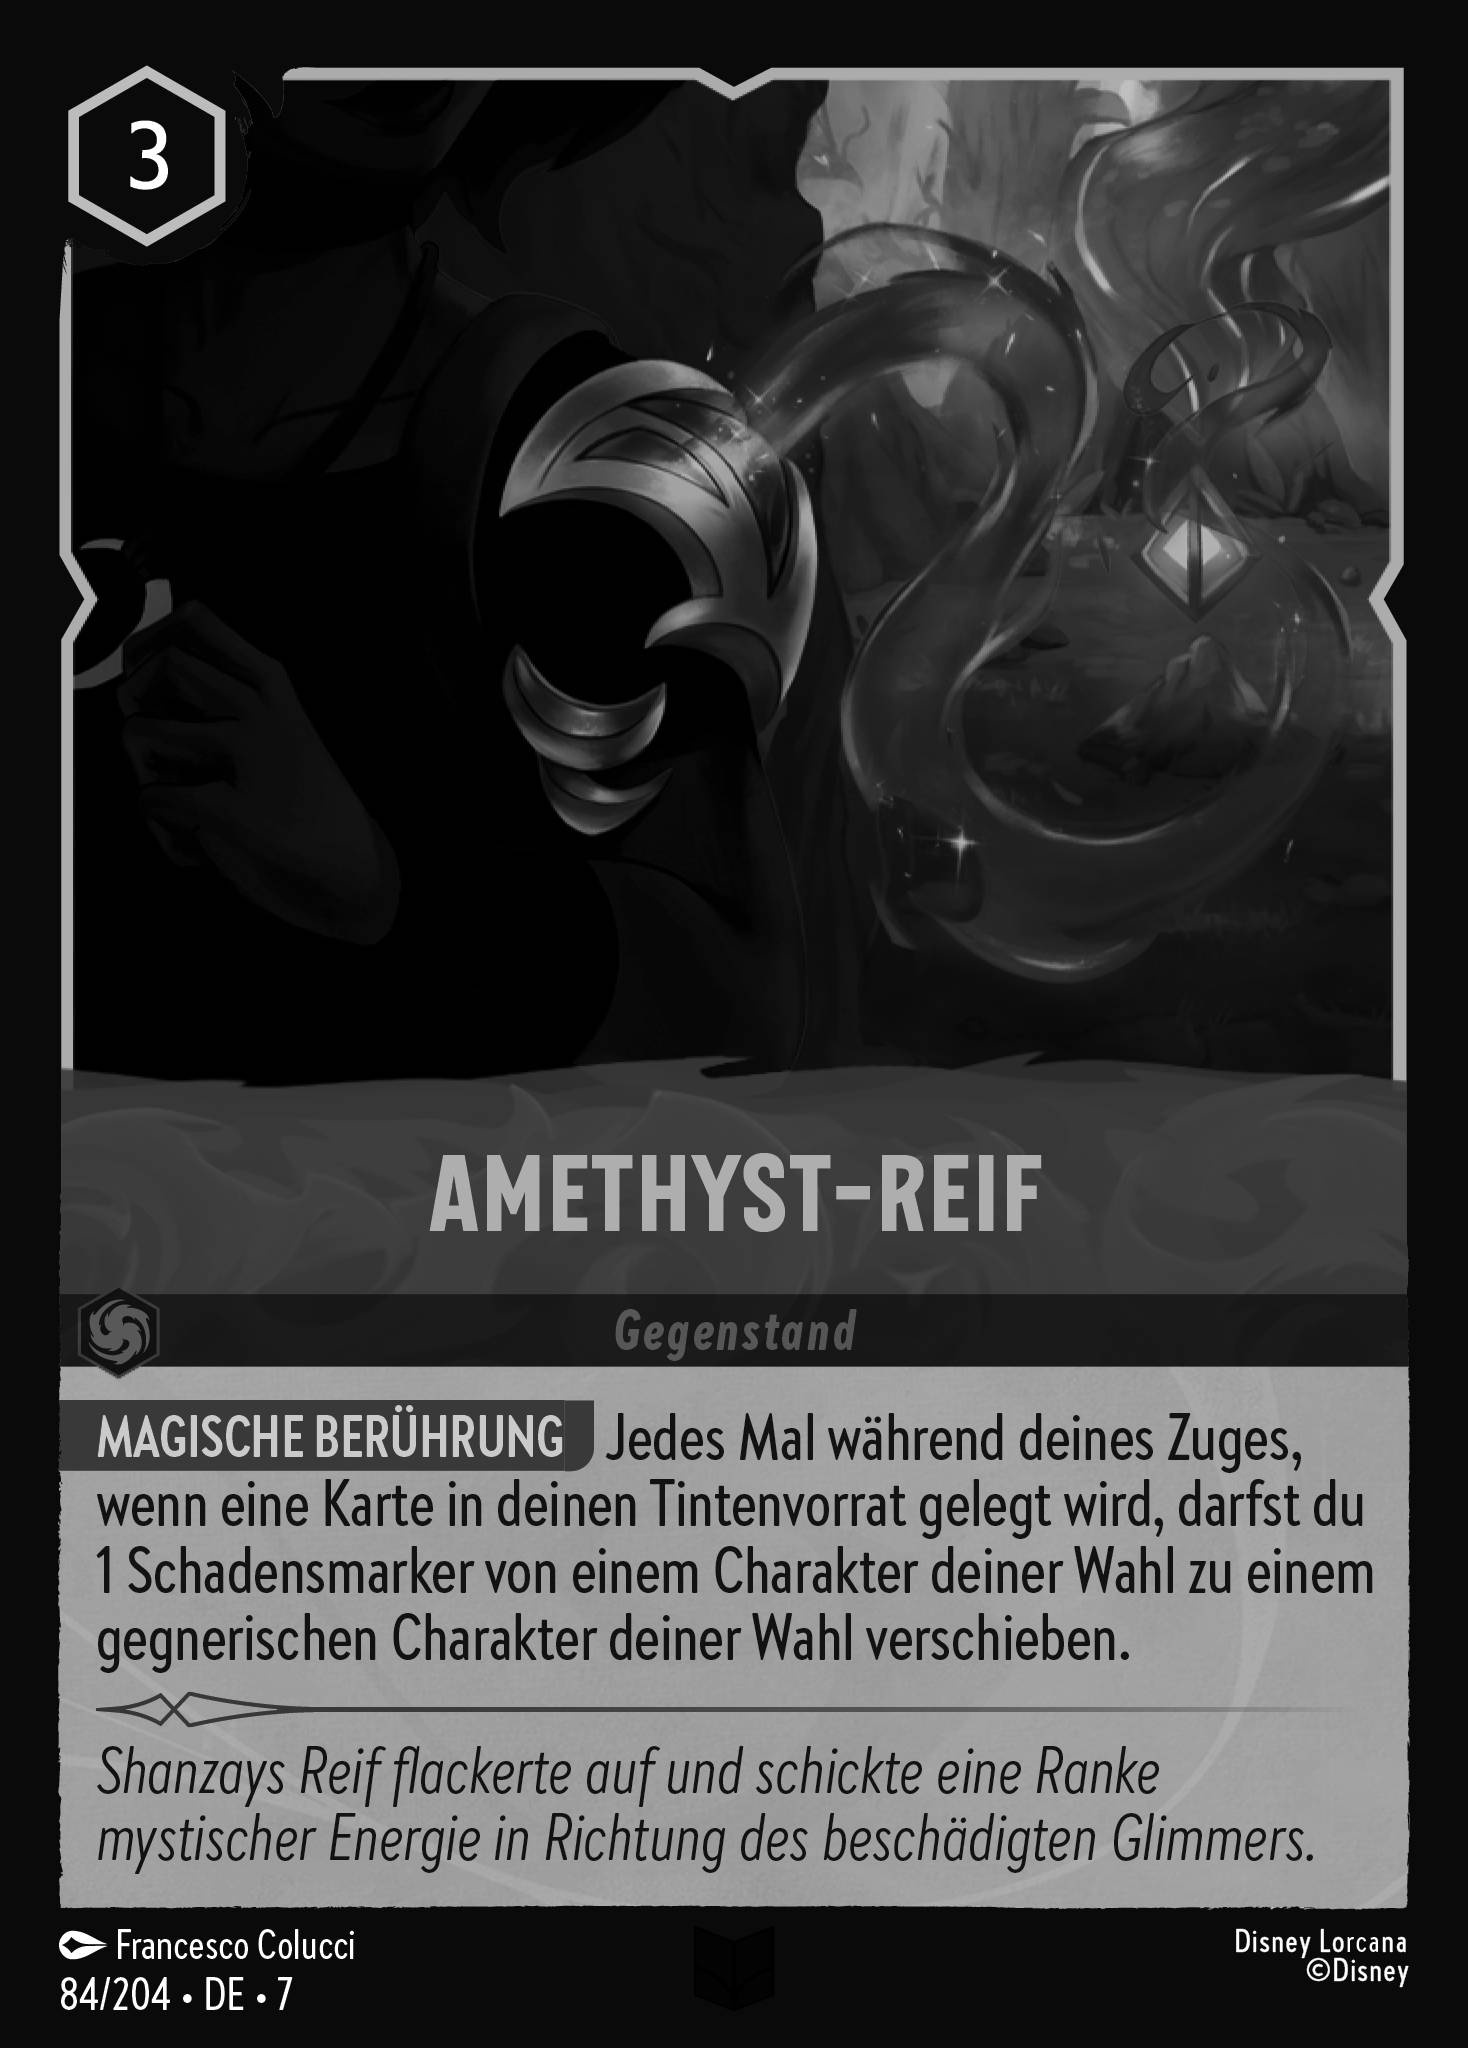 3
AMETHYST-REIF
Gegenstand
MAGISCHE BERÜHRUNG Jedes Mal während deines Zuges,
wenn eine Karte in deinen Tintenvorrat gelegt wird, darfst du
1 Schadensmarker von einem Charakter deiner Wahl zu einem
gegnerischen Charakter deiner Wahl verschieben.
Shanzays Reif flackerte auf und schickte eine Ranke
mystischer Energie in Richtung des beschädigten Glimmers.
Francesco Colucci
84/204 • DE • 7
Disney Lorcana
©Disney